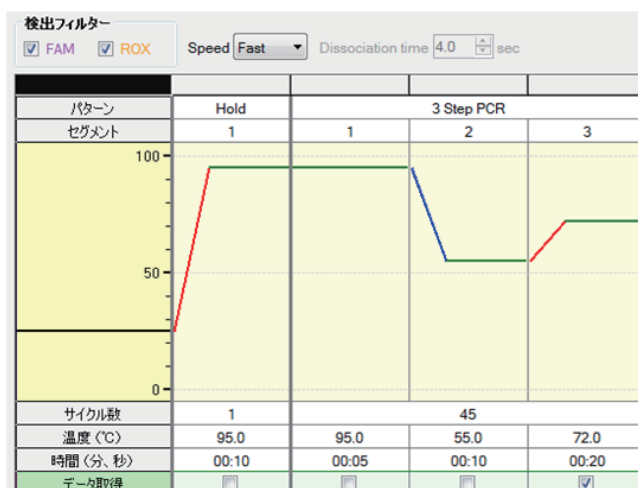 検出フィルター
FAM ROX Speed Fast Dissociation time 4.0 sec
パターン Hold 3 Step PCR
セグメント 1 1 2 3
100
50
0
サイクル数 1 45
温度(℃) 95.0 95.0 55.0 72.0
時間(分、秒) 00:10 00:05 00:10 00:20
データ取得